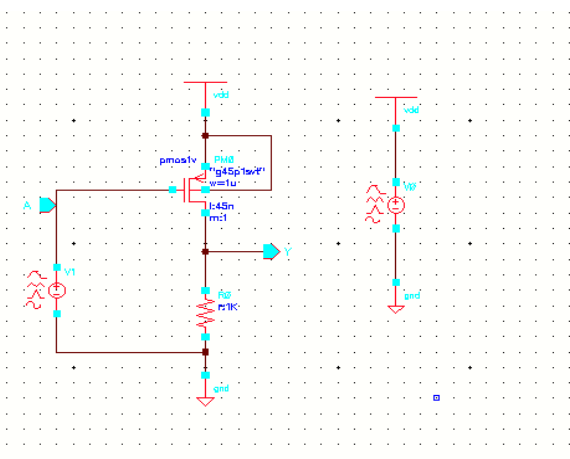 vdd
vdd
pmos1v
PM0
"g45p1svt"
w=1u
l:45n
m:1
A
V0
Y
V1
R0
r:1K
gnd
gnd